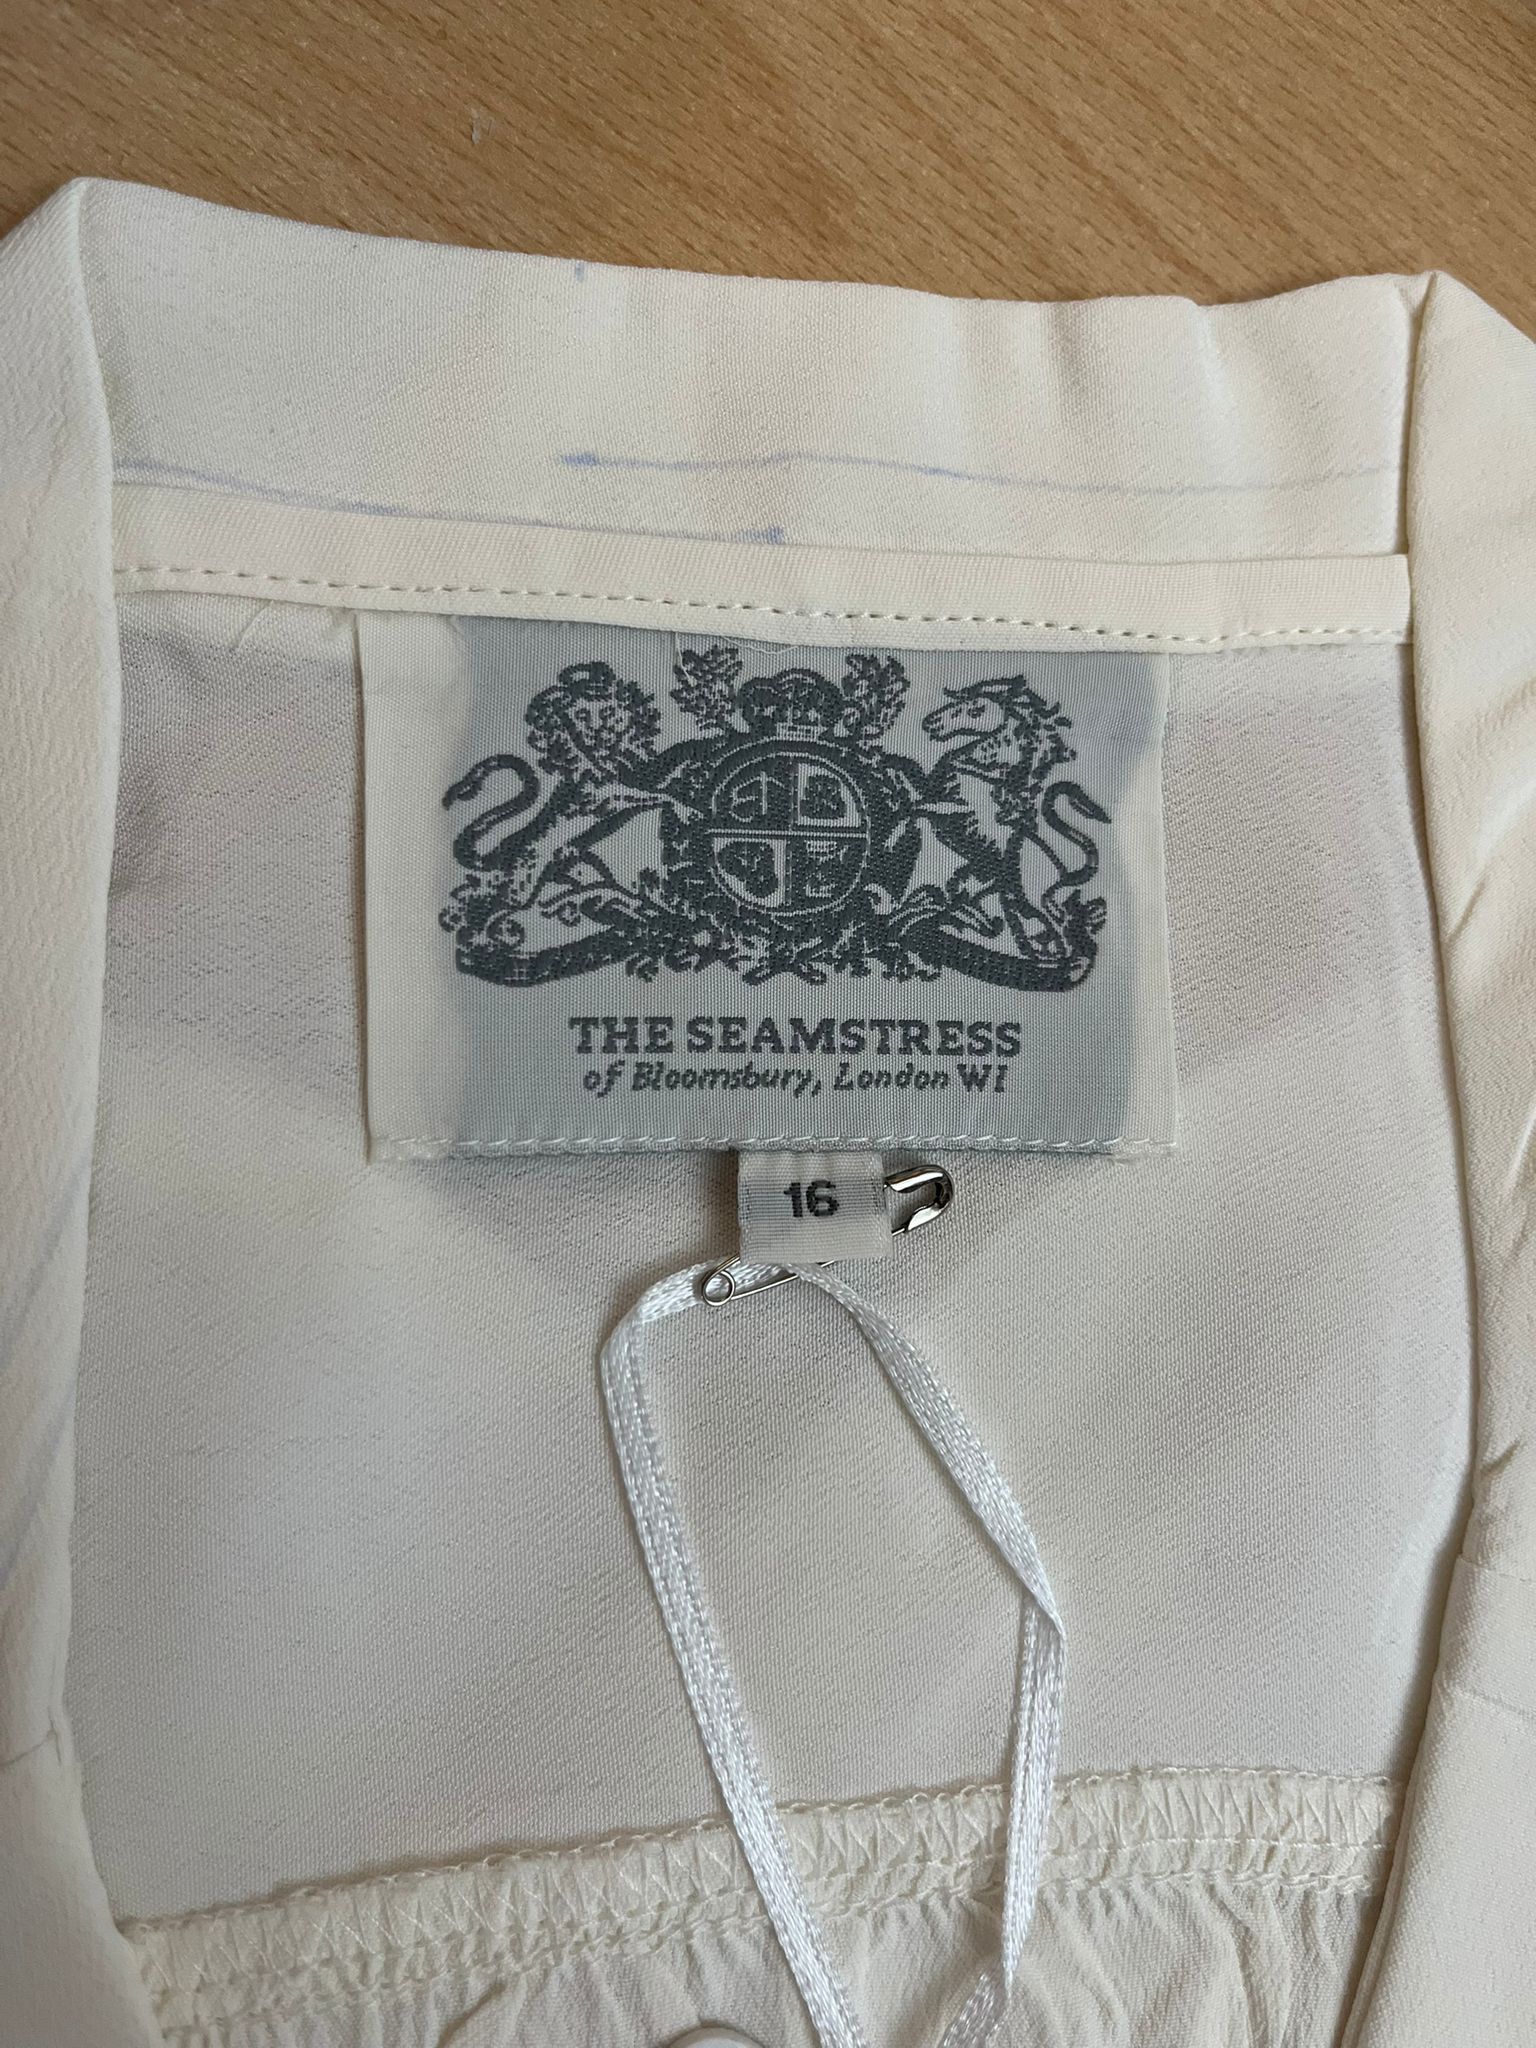 THE SEAMSTRESS
of Bloomsbury, London W1
16